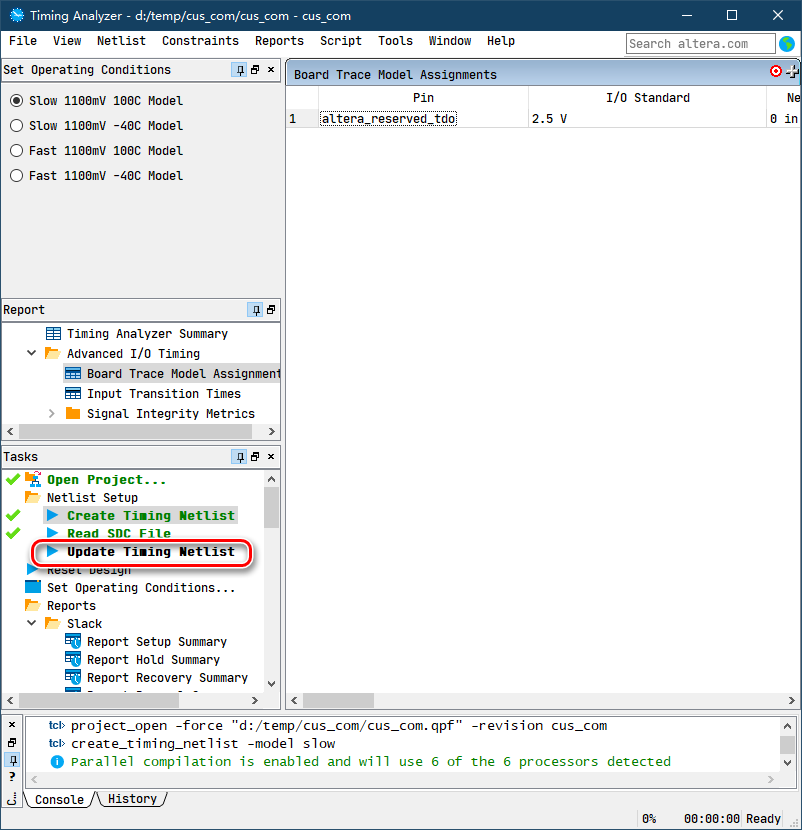 Timing Analyzer - d:/temp/cus_com/cus_com - cus_com
File View Netlist Constraints Reports Script Tools Window Help
Search altera.com
Set Operating Conditions
Slow 1100mV 100C Model
Slow 1100mV -40C Model
Fast 1100mV 100C Model
Fast 1100mV -40C Model
Report
Timing Analyzer Summary
Advanced I/O Timing
Board Trace Model Assignment
Input Transition Times
Signal Integrity Metrics
Tasks
Open Project...
Netlist Setup
Create Timing Netlist
Read SDC File
Update Timing Netlist
Reset Design
Set Operating Conditions...
Reports
Slack
Report Setup Summary
Report Hold Summary
Report Recovery Summary
Board Trace Model Assignments
Pin I/O Standard Ne
1 altera_reserved_tdo 2.5 V 0 in
tcl> project_open -force "d:/temp/cus_com/cus_com.qpf" -revision cus_com
tcl> create_timing_netlist -model slow
Parallel compilation is enabled and will use 6 of the 6 processors detected
Console History
0% 00:00:00 Ready